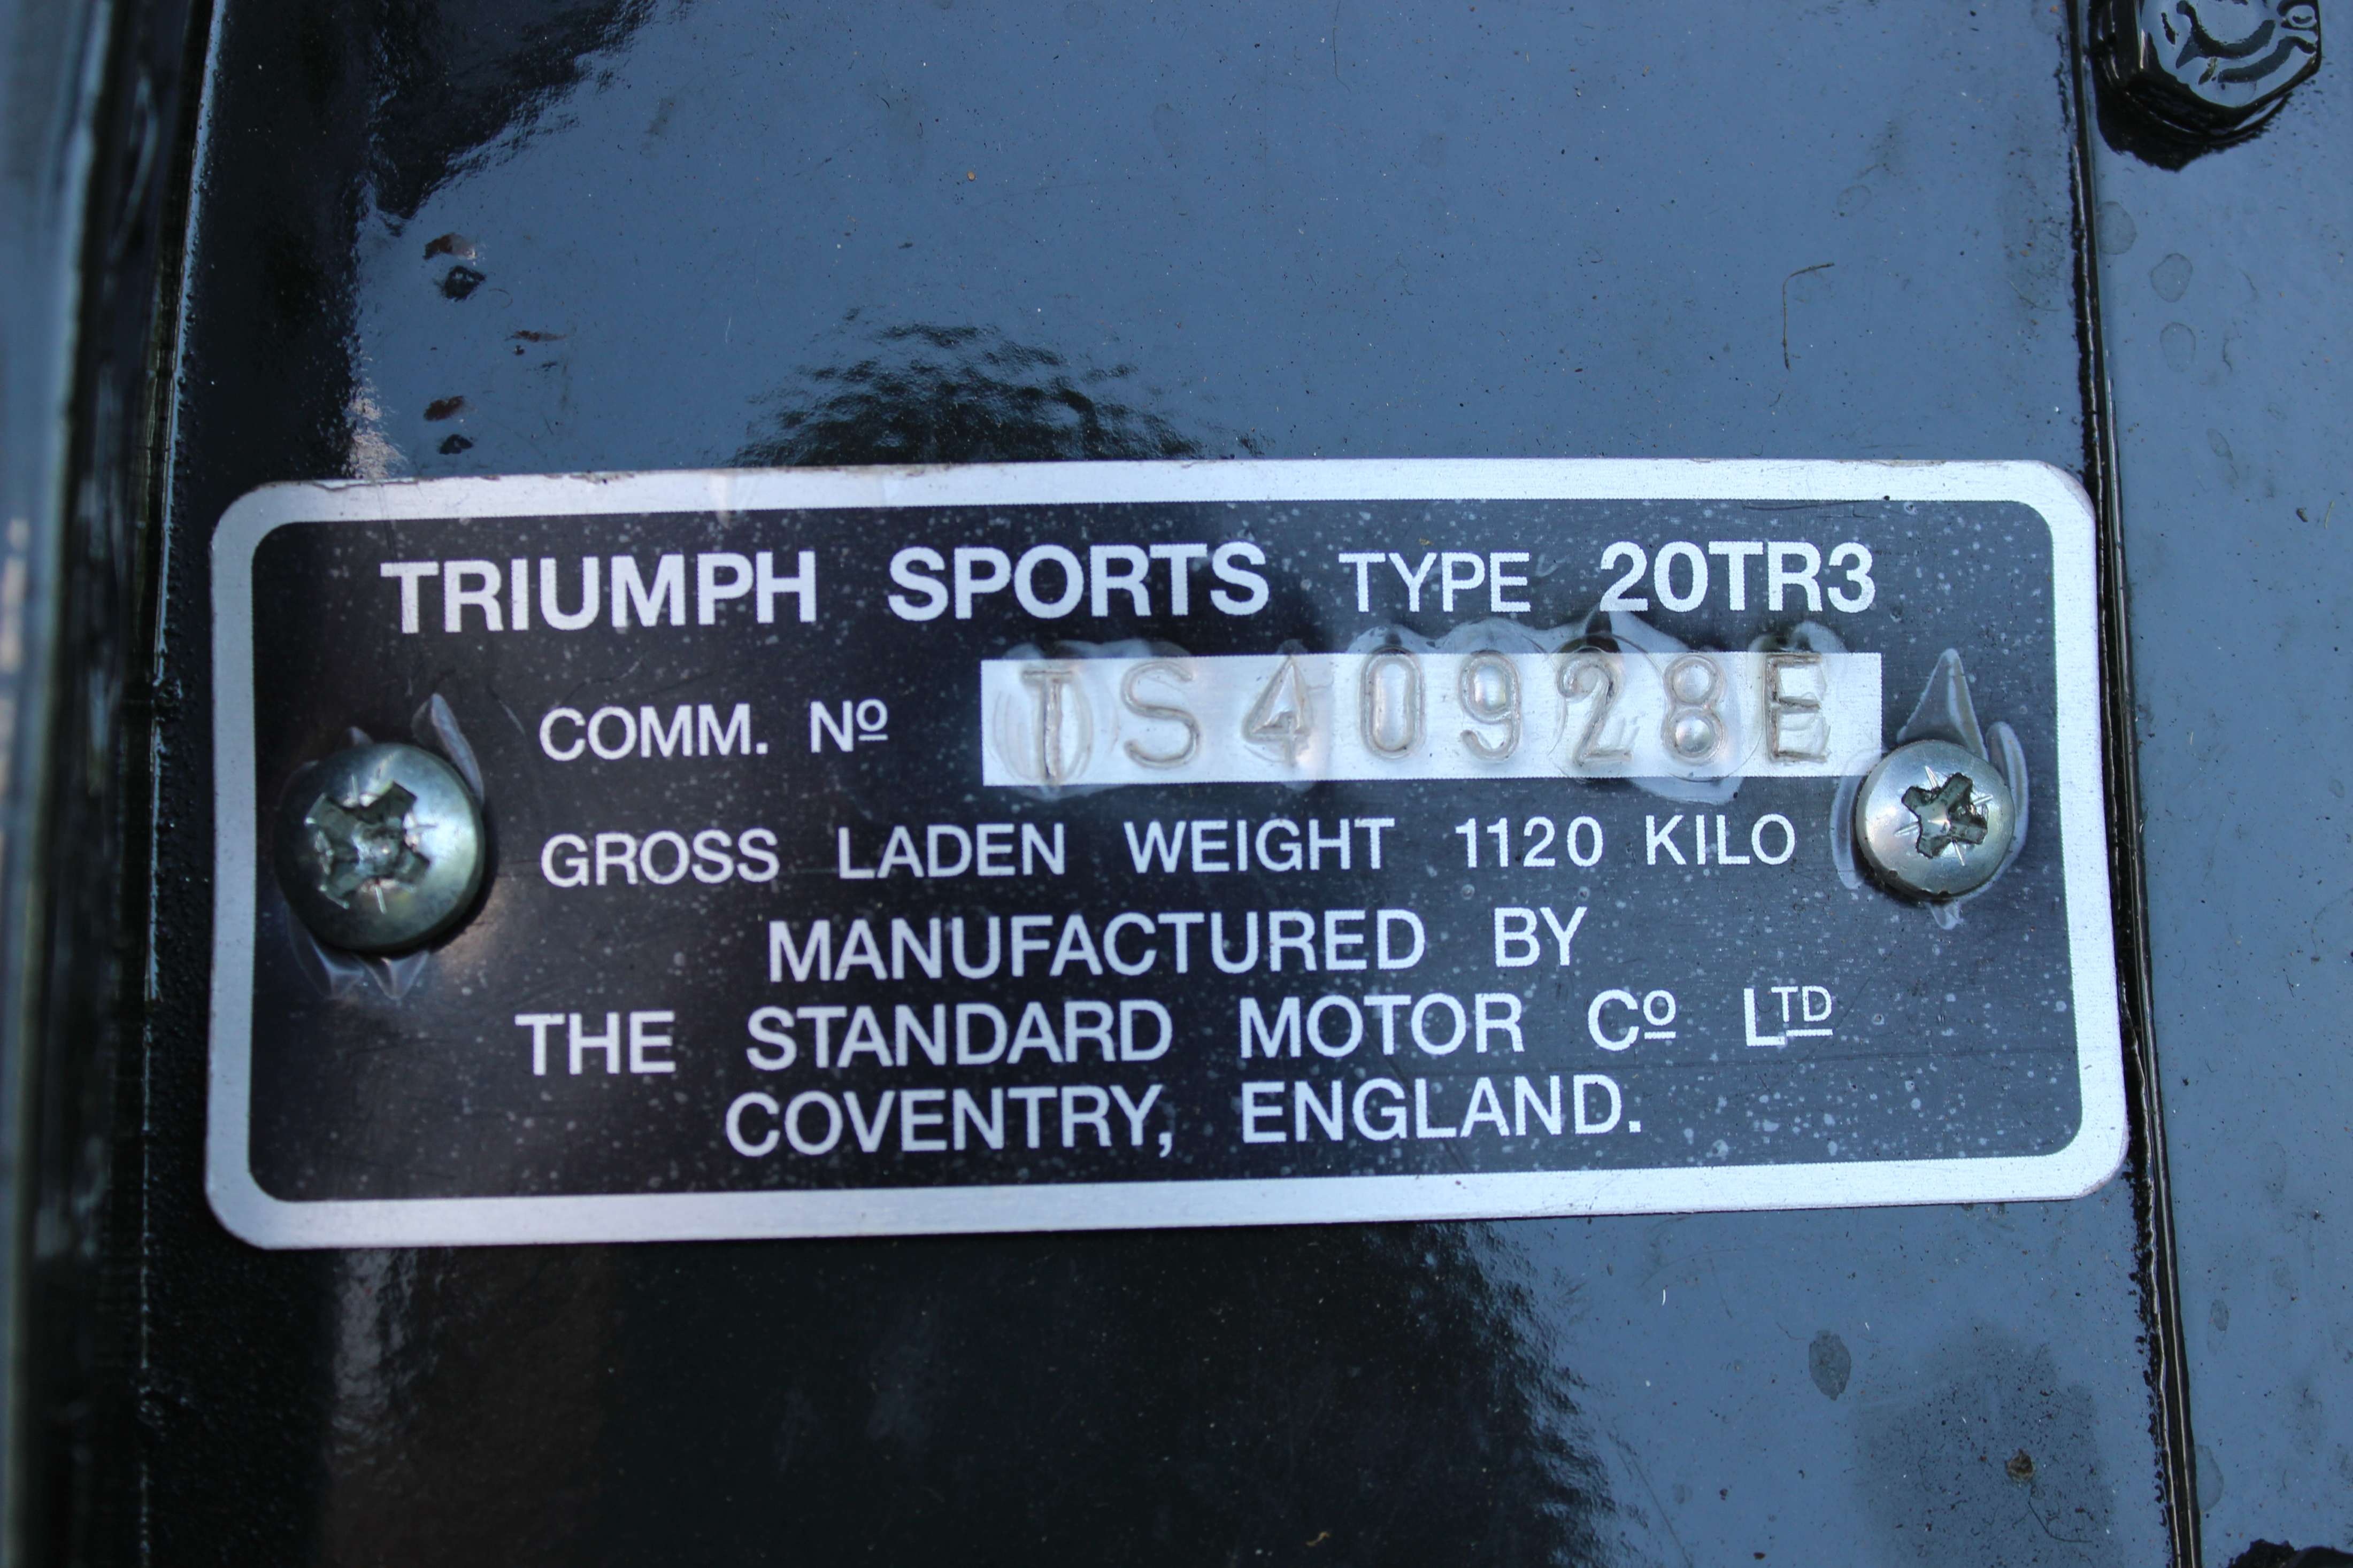 TRIUMPH SPORTS TYPE 20TR3
COMM. Nº TS40928E
GROSS LADEN WEIGHT 1120 KILO
MANUFACTURED BY
THE STANDARD MOTOR Cº LTD
COVENTRY, ENGLAND.